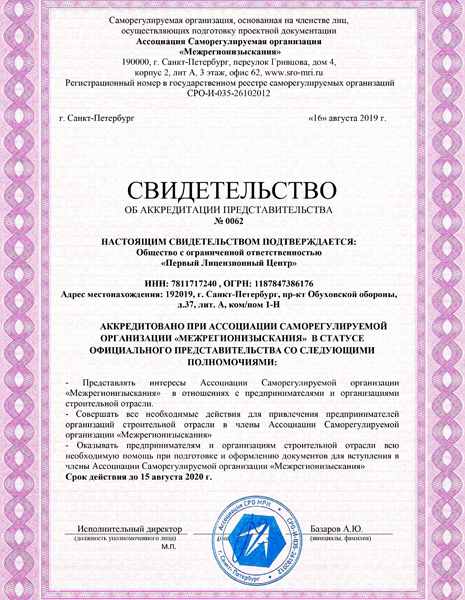 Саморегулируемая организация, основанная на членстве лиц,
осуществляющих подготовку проектной документации
Ассоциация Саморегулируемая организация
«Межрегионизыскания»
190000, г. Санкт-Петербург, переулок Гривцова, дом 4,
корпус 2, лит А, 3 этаж, офис 62, www.sro-mri.ru
Регистрационный номер в государственном реестре саморегулируемых организаций
СРО-И-035-26102012
г. Санкт-Петербург «16» августа 2019 г.
СВИДЕТЕЛЬСТВО
ОБ АККРЕДИТАЦИИ ПРЕДСТАВИТЕЛЬСТВА
№ 0062
НАСТОЯЩИМ СВИДЕТЕЛЬСТВОМ ПОДТВЕРЖДАЕТСЯ:
Общество с ограниченной ответственностью
«Первый Лицензионный Центр»
ИНН: 7811717240 , ОГРН: 1187847386176
Адрес местонахождения: 192019, г. Санкт-Петербург, пр-кт Обуховской обороны,
д.37, лит. А, ком/пом 1-Н
АККРЕДИТОВАНО ПРИ АССОЦИАЦИИ САМОРЕГУЛИРУЕМОЙ
ОРГАНИЗАЦИИ «МЕЖРЕГИОНИЗЫСКАНИЯ» В СТАТУСЕ
ОФИЦИАЛЬНОГО ПРЕДСТАВИТЕЛЬСТВА СО СЛЕДУЮЩИМИ
ПОЛНОМОЧИЯМИ:
- Представлять интересы Ассоциации Саморегулируемой организации
«Межрегионизыскания» в отношениях с предпринимателями и организациями
строительной отрасли.
- Совершать все необходимые действия для привлечения предпринимателей
организаций строительной отрасли в члены Ассоциации Саморегулируемой
организации «Межрегионизыскания»
- Оказывать предпринимателям и организациям строительной отрасли всю
необходимую помощь при подготовке и оформлению документов для вступления в
члены Ассоциации Саморегулируемой организации «Межрегионизыскания»
Срок действия до 15 августа 2020 г.
Исполнительный директор Базаров А.Ю.
(должность уполномоченного лица) (инициалы, фамилия)
М.П.
Ассоциация СРО МРИ
СРО-И-035-26102012
г. Санкт-Петербург